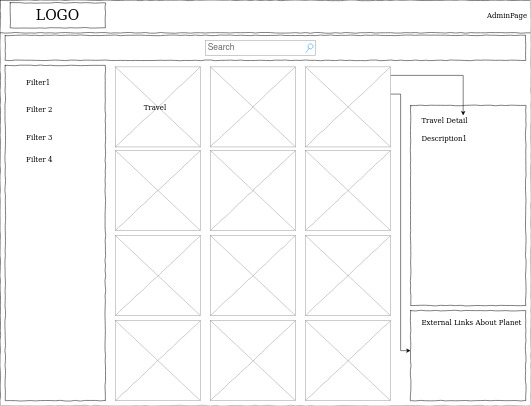 LOGO
AdminPage
Search
Filter1
Filter 2
Filter 3
Filter 4
Travel
Travel Detail
Description1
External Links About Planet